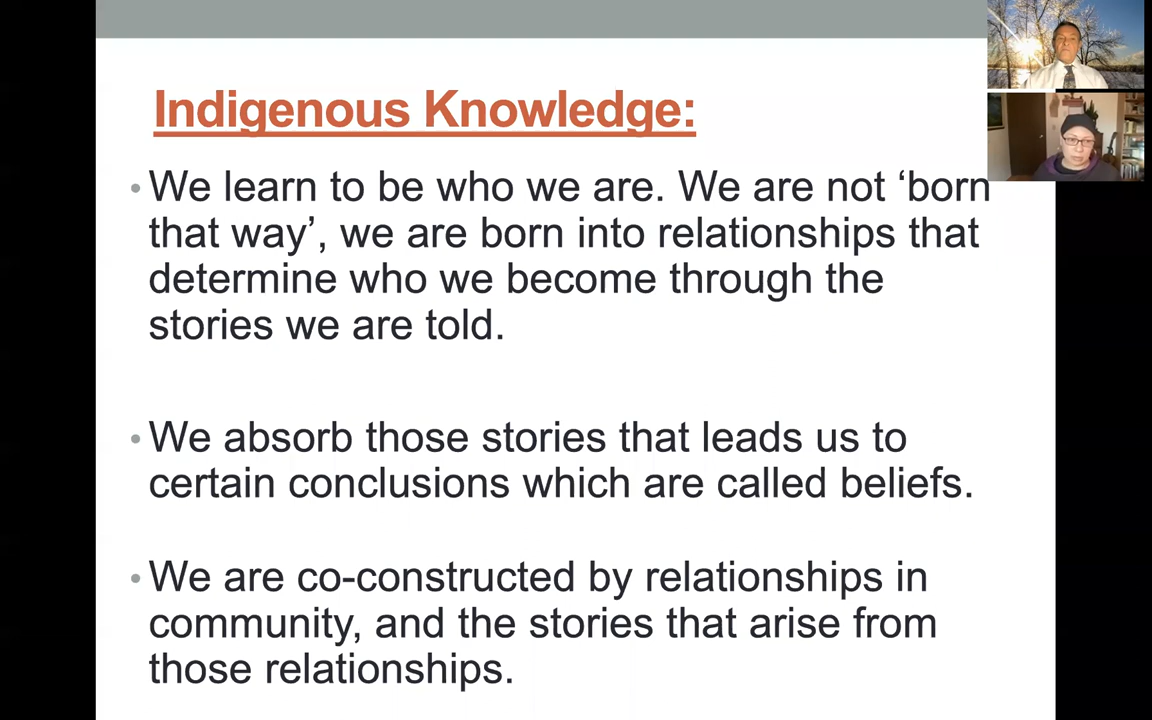 Indigenous Knowledge:
• We learn to be who we are. We are not ‘born
that way’, we are born into relationships that
determine who we become through the
stories we are told.
• We absorb those stories that leads us to
certain conclusions which are called beliefs.
• We are co-constructed by relationships in
community, and the stories that arise from
those relationships.